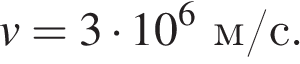 v = 3 · 10⁶ м/с.